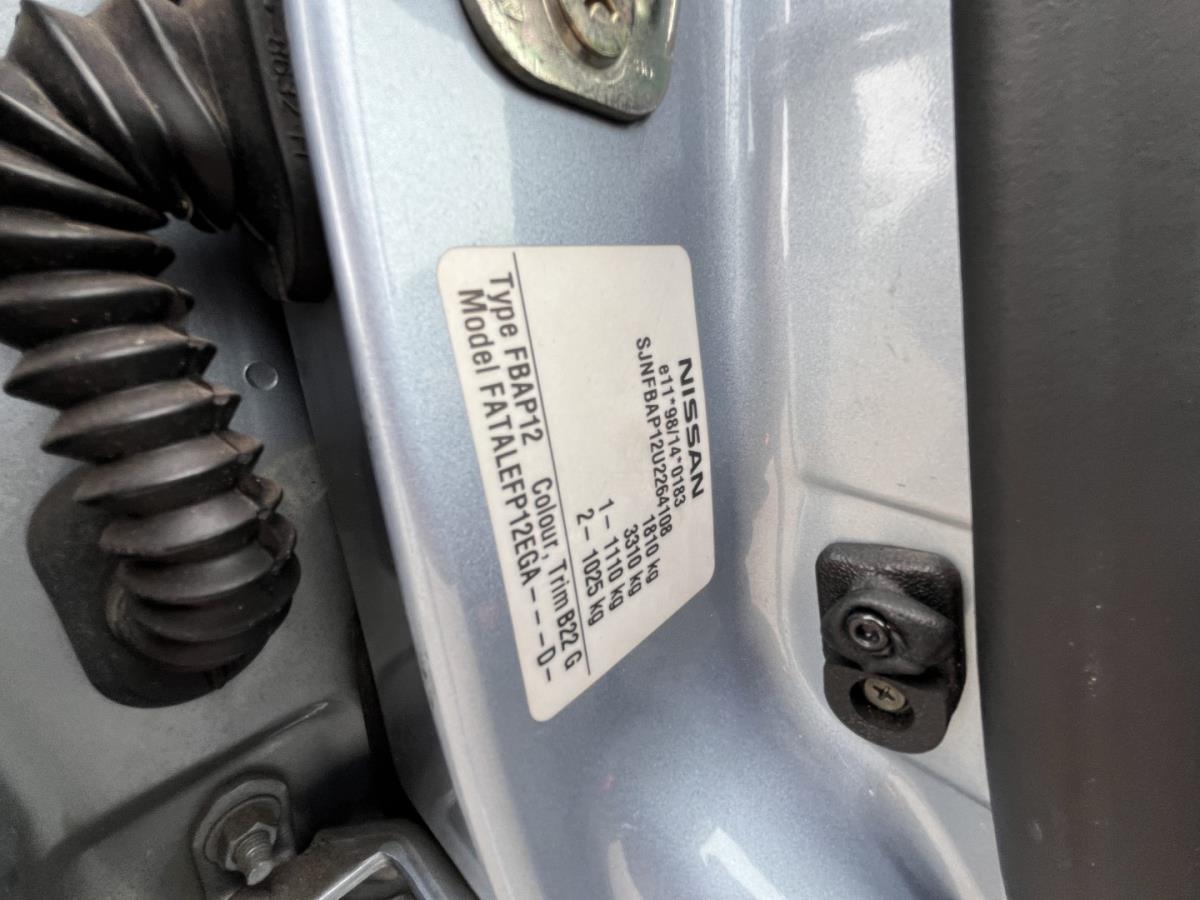 NISSAN
e11*98/14*0183
SJNFBAP12U2264108
1810 kg
3310 kg
1– 1110 kg
2– 1025 kg
Type FBAP12 Colour, Trim B22 G
Model FATALEFP12EGA – – – D –